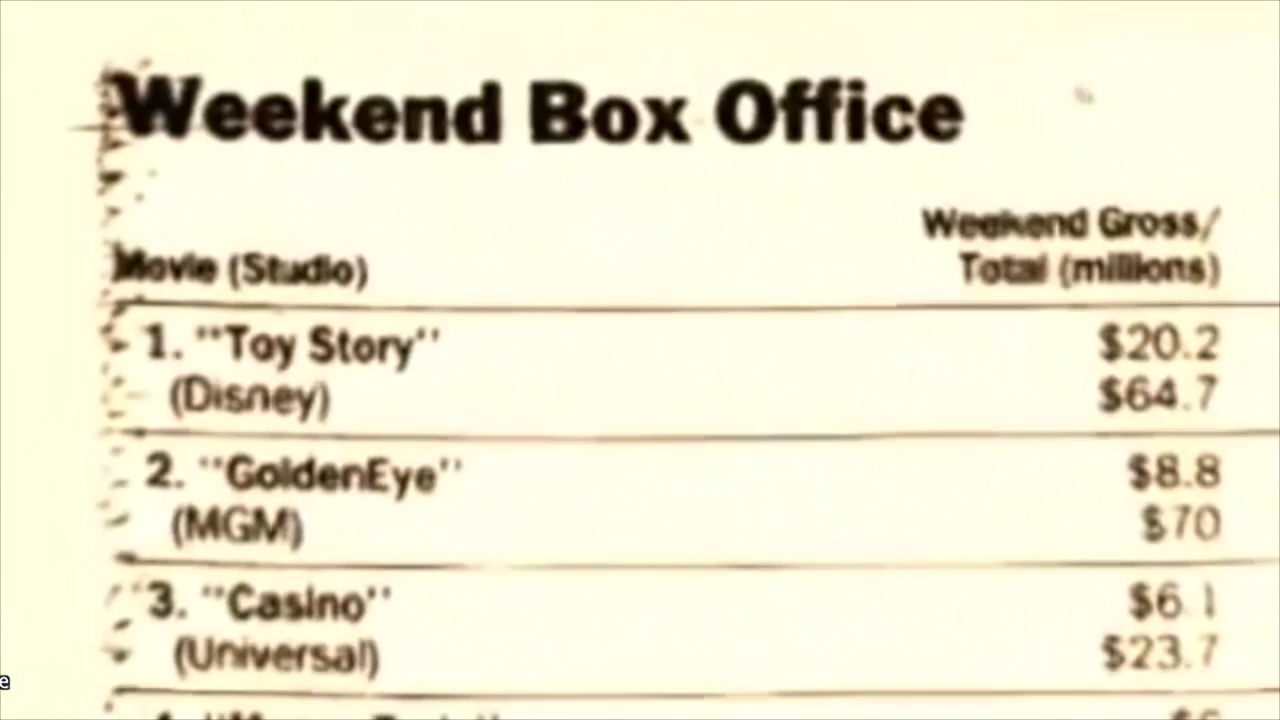 Weekend Box Office
Weekend Gross/
Movie (Studio) Total (millions)
1. "Toy Story" $20.2
(Disney) $64.7
2. "GoldenEye" $8.8
(MGM) $70
3. "Casino" $6.1
(Universal) $23.7
e